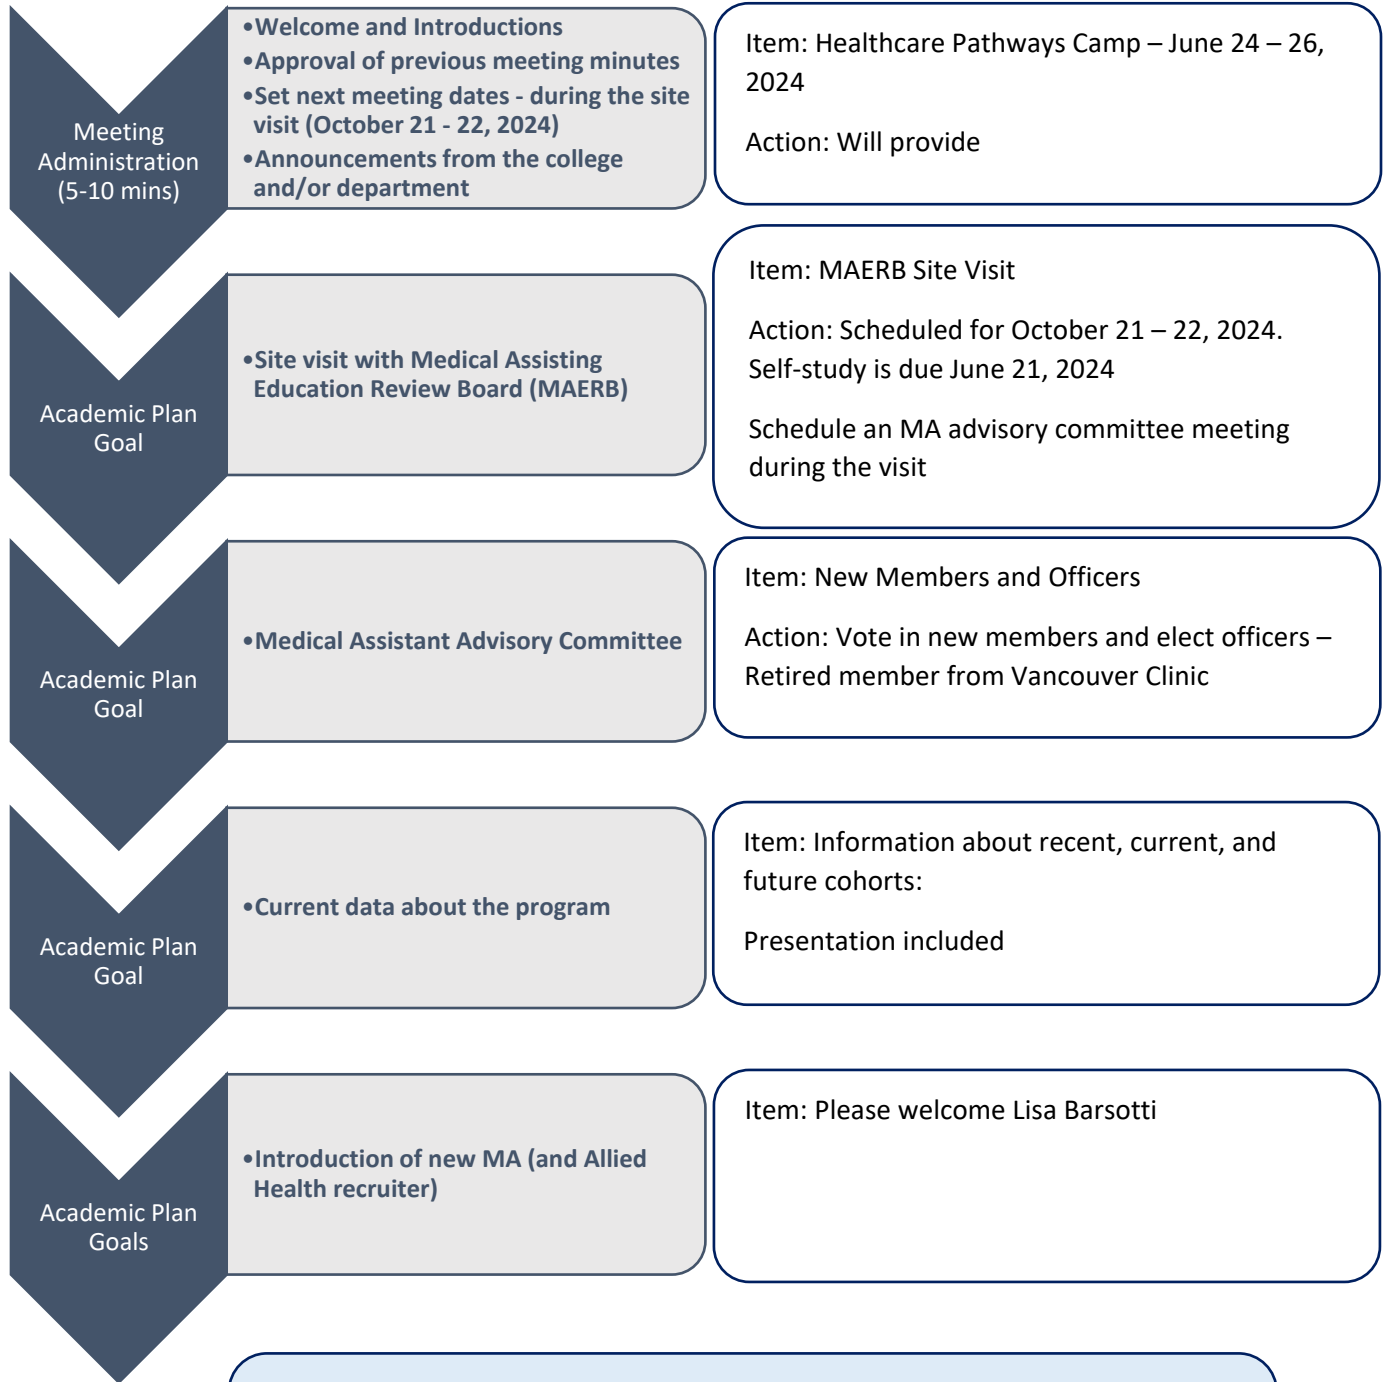 Meeting
Administration
(5-10 mins)
•Welcome and Introductions
•Approval of previous meeting minutes
•Set next meeting dates - during the site
visit (October 21 - 22, 2024)
•Announcements from the college
and/or department
Item: Healthcare Pathways Camp – June 24 – 26,
2024
Action: Will provide
Academic Plan
Goal
•Site visit with Medical Assisting
Education Review Board (MAERB)
Item: MAERB Site Visit
Action: Scheduled for October 21 – 22, 2024.
Self-study is due June 21, 2024
Schedule an MA advisory committee meeting
during the visit
Academic Plan
Goal
•Medical Assistant Advisory Committee
Item: New Members and Officers
Action: Vote in new members and elect officers –
Retired member from Vancouver Clinic
Academic Plan
Goal
•Current data about the program
Item: Information about recent, current, and
future cohorts:
Presentation included
Academic Plan
Goals
•Introduction of new MA (and Allied
Health recruiter)
Item: Please welcome Lisa Barsotti